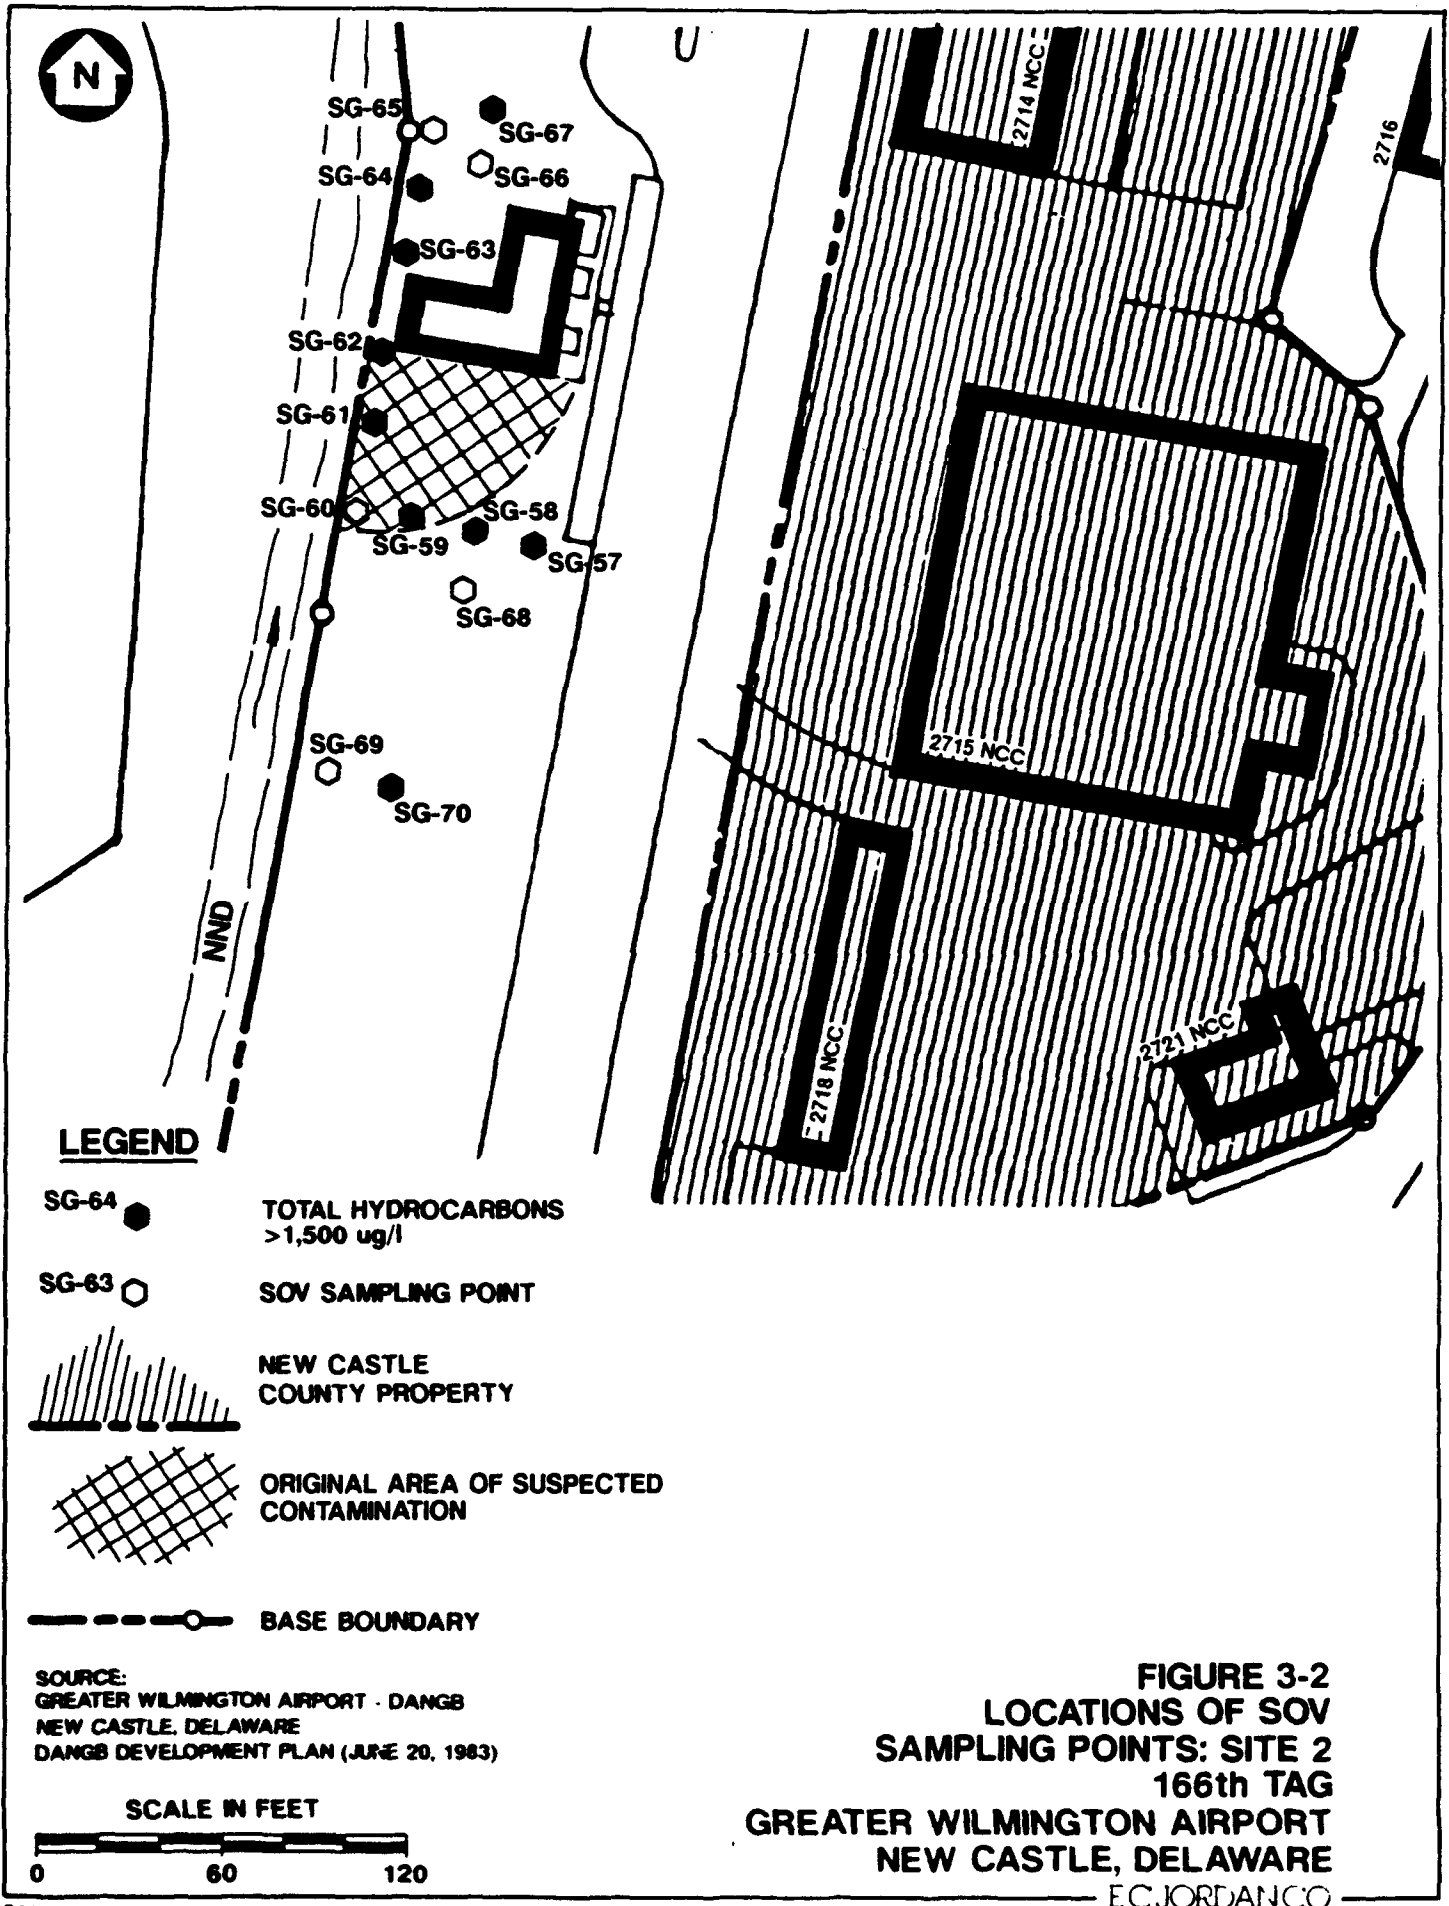 N
SG-65
SG-67
SG-66
SG-64
SG-63
SG-62
SG-61
SG-60
SG-58
SG-59
SG-57
SG-68
SG-69
SG-70
NND
2714 NCC
2716
2715 NCC
2718 NCC
2721 NCC
LEGEND
SG-64
TOTAL HYDROCARBONS
>1,500 ug/l
SG-63
SOV SAMPLING POINT
NEW CASTLE
COUNTY PROPERTY
ORIGINAL AREA OF SUSPECTED
CONTAMINATION
BASE BOUNDARY
SOURCE:
GREATER WILMINGTON AIRPORT - DANGB
NEW CASTLE, DELAWARE
DANGB DEVELOPMENT PLAN (JUNE 20, 1983)
SCALE IN FEET
0 60 120
FIGURE 3-2
LOCATIONS OF SOV
SAMPLING POINTS: SITE 2
166th TAG
GREATER WILMINGTON AIRPORT
NEW CASTLE, DELAWARE
E.C.JORDANCO